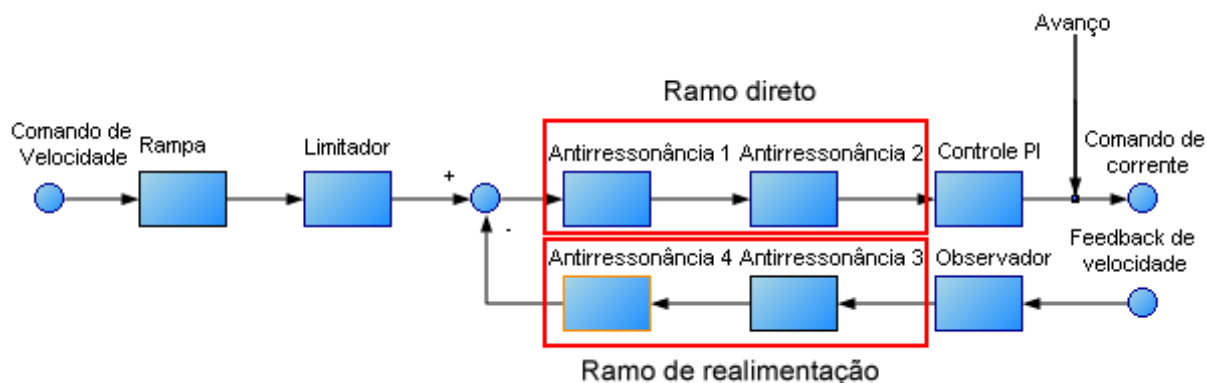 Avanço
Ramo direto
Comando de
Velocidade
Rampa
Limitador
Antirressonância 1
Antirressonância 2
Controle PI
Comando de
corrente
+
-
Antirressonância 4
Antirressonância 3
Observador
Feedback de
velocidade
Ramo de realimentação